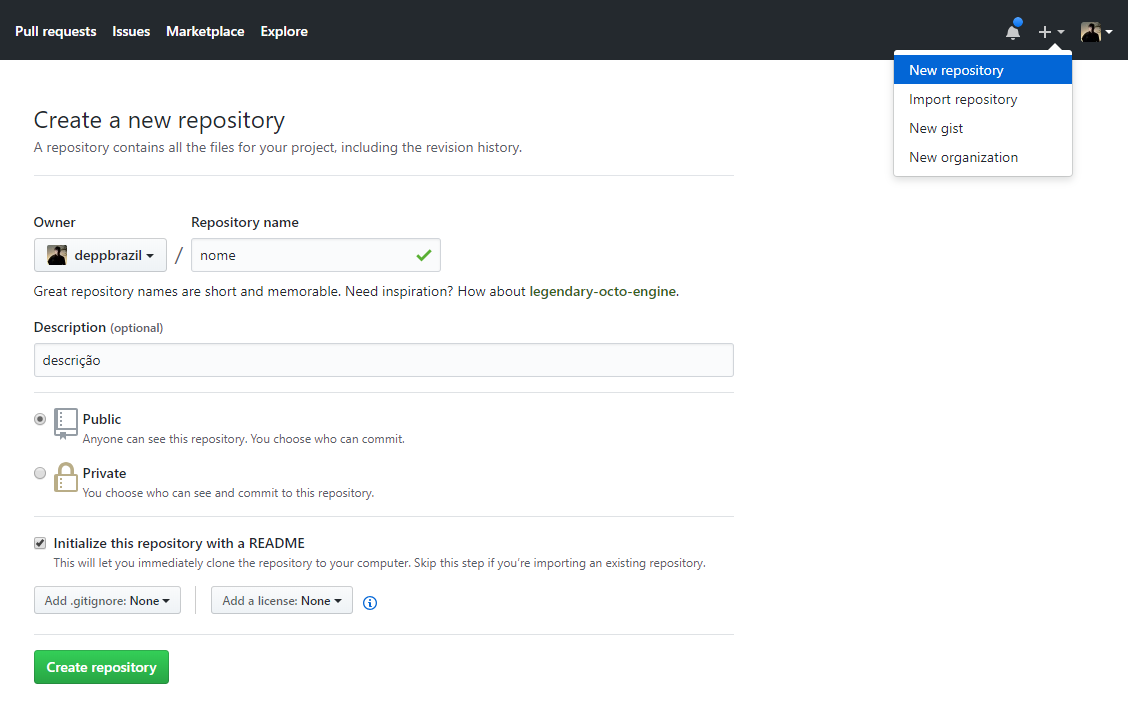 Pull requests Issues Marketplace Explore
New repository
Import repository
New gist
New organization
Create a new repository
A repository contains all the files for your project, including the revision history.
Owner Repository name
deppbrazil / nome
Great repository names are short and memorable. Need inspiration? How about legendary-octo-engine.
Description (optional)
descrição
Public
Anyone can see this repository. You choose who can commit.
Private
You choose who can see and commit to this repository.
Initialize this repository with a README
This will let you immediately clone the repository to your computer. Skip this step if you're importing an existing repository.
Add .gitignore: None Add a license: None
Create repository